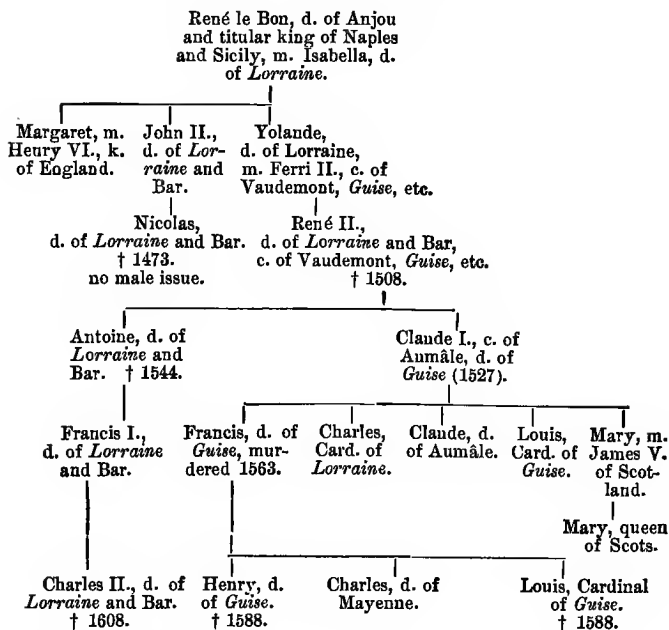 René le Bon, d. of Anjou
and titular king of Naples
and Sicily, m. Isabella, d.
of Lorraine.
Margaret, m.
Henry VI., k.
of England.
John II.,
d. of Lor-
raine and
Bar.
Yolande,
d. of Lorraine,
m. Ferri II., c. of
Vaudemont, Guise, etc.
Nicolas,
d. of Lorraine and Bar.
† 1473.
no male issue.
René II.,
d. of Lorraine and Bar,
c. of Vaudemont, Guise, etc.
† 1508.
Antoine, d. of
Lorraine and
Bar. † 1544.
Claude I., c. of
Aumâle, d. of
Guise (1527).
Francis I.,
d. of Lorraine
and Bar.
Francis, d. of
Guise, mur-
dered 1563.
Charles,
Card. of
Lorraine.
Claude, d.
of Aumâle.
Louis,
Card. of
Guise.
Mary, m.
James V.
of Scot-
land.
Mary, queen
of Scots.
Charles II., d. of
Lorraine and Bar.
† 1608.
Henry, d.
of Guise.
† 1588.
Charles, d. of
Mayenne.
Louis, Cardinal
of Guise.
† 1588.